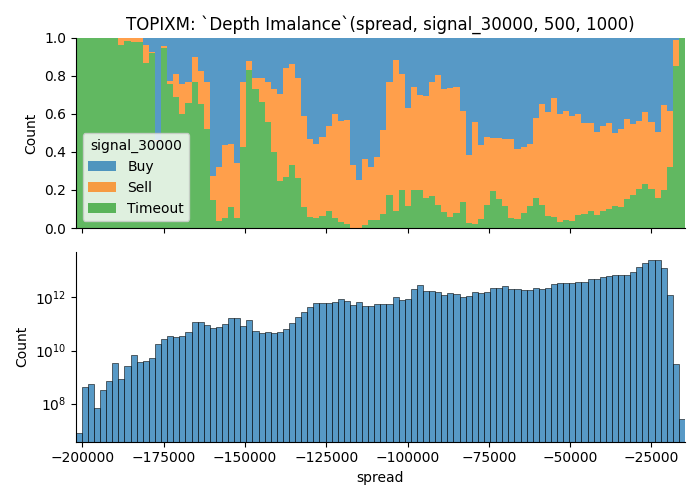 TOPIXM: `Depth Imalance`(spread, signal_30000, 500, 1000)
1.0
0.8
0.6
0.4
0.2
0.0
Count
signal_30000
Buy
Sell
Timeout
10^12
10^10
10^8
Count
−200000 −175000 −150000 −125000 −100000 −75000 −50000 −25000
spread